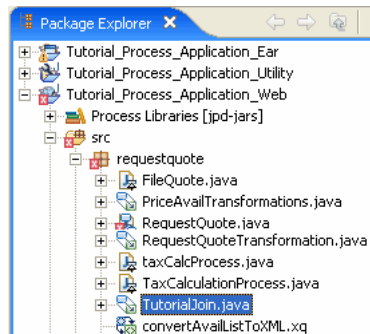 Package Explorer
Tutorial_Process_Application_Ear
Tutorial_Process_Application_Utility
Tutorial_Process_Application_Web
Process Libraries [jpd-jars]
src
requestquote
FileQuote.java
PriceAvailTransformations.java
RequestQuote.java
RequestQuoteTransformation.java
taxCalcProcess.java
TaxCalculationProcess.java
TutorialJoin.java
convertAvailListToXML.xq